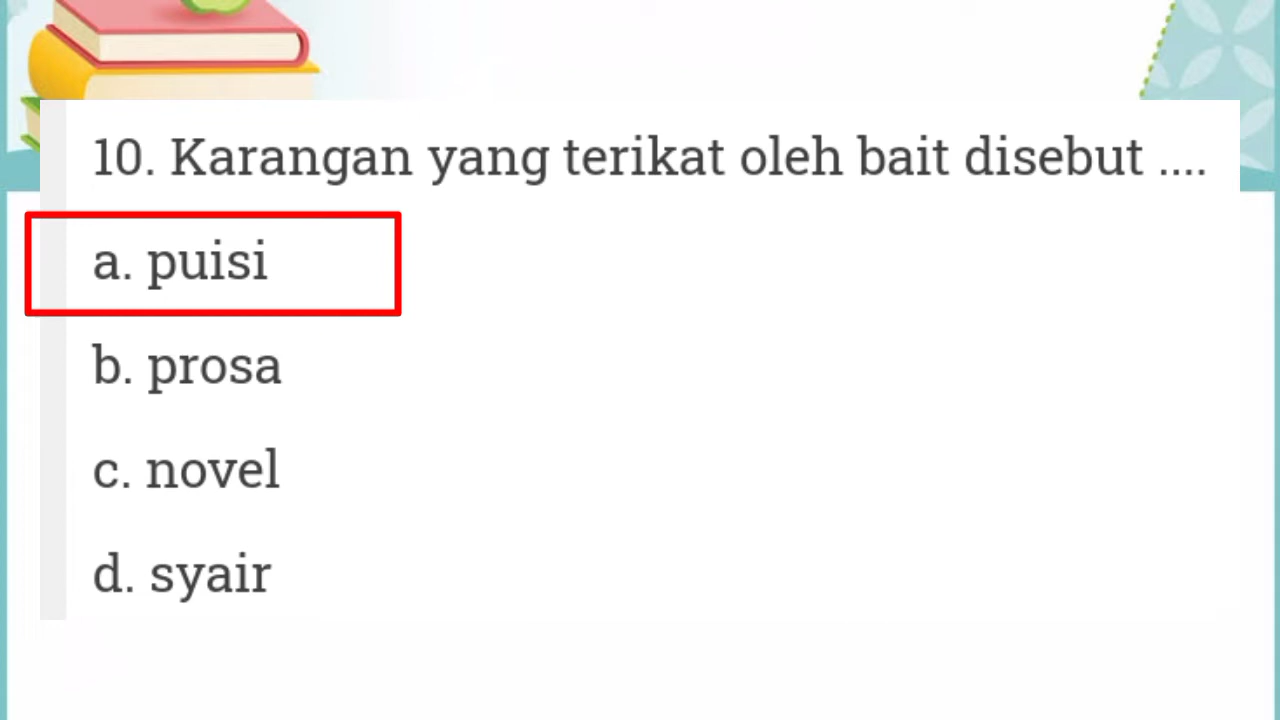 10. Karangan yang terikat oleh bait disebut ....
a. puisi
b. prosa
c. novel
d. syair